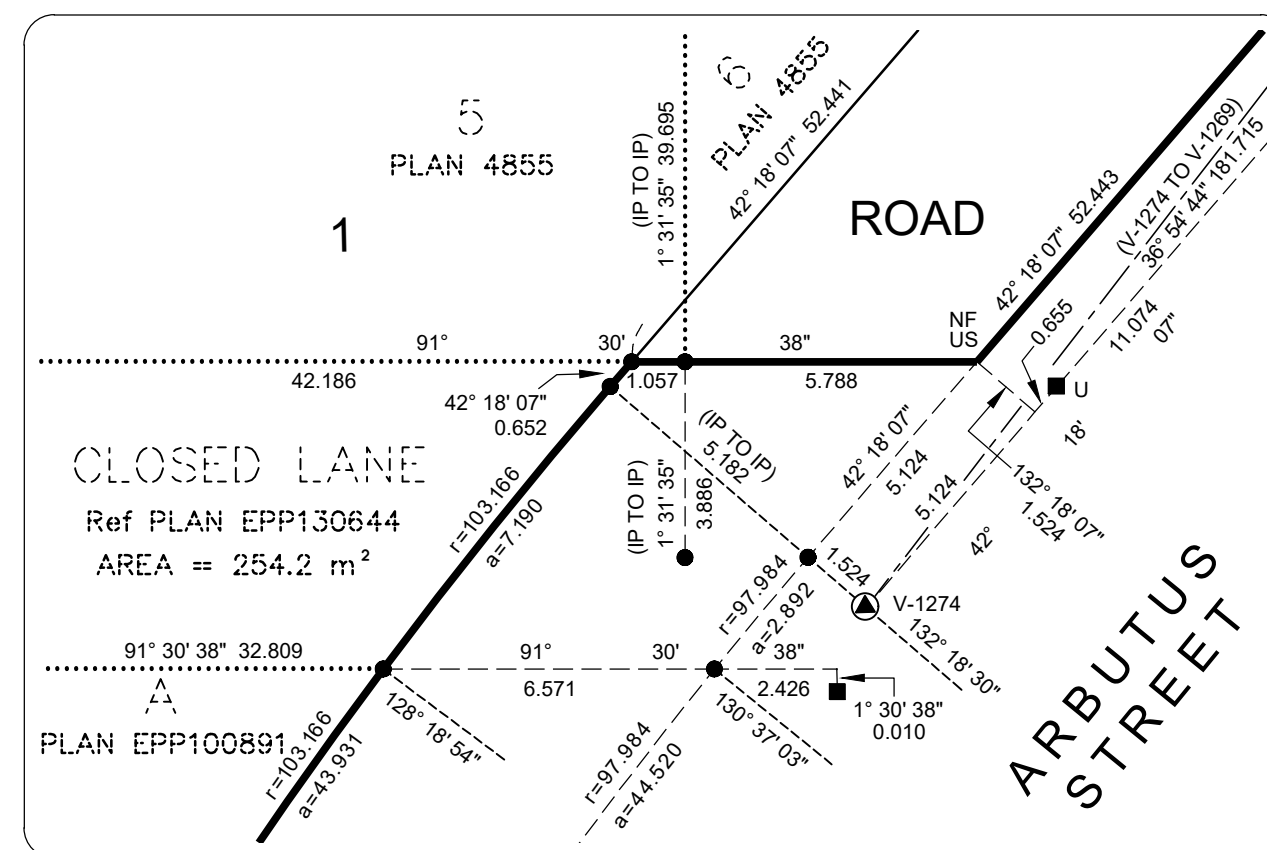 5
PLAN 4855
1
6
PLAN 4855
(IP TO IP)
1° 31' 35" 39.695
42° 18' 07" 52.441
ROAD
42° 18' 07" 52.443
(V-1274 TO V-1269)
36° 54' 44" 181.715
NF
US
0.655
11.074
07"
91° 30' 38"
42.186
1.057
5.788
42° 18' 07"
0.652
U
18'
42°
CLOSED LANE
Ref PLAN EPP130644
AREA = 254.2 m²
r=103.166
a=7.190
(IP TO IP)
1° 31' 35"
3.886
(IP TO IP)
5.182
42° 18' 07"
5.124
5.124
132° 18' 07"
1.524
1.524
V-1274
132° 18' 30"
r=97.984
a=2.892
91° 30' 38" 32.809
91° 30' 38"
6.571
2.426
1° 30' 38"
0.010
A
PLAN EPP100891
128° 18' 54"
130° 37' 03"
r=103.166
a=43.931
r=97.984
a=44.520
ARBUTUS
STREET